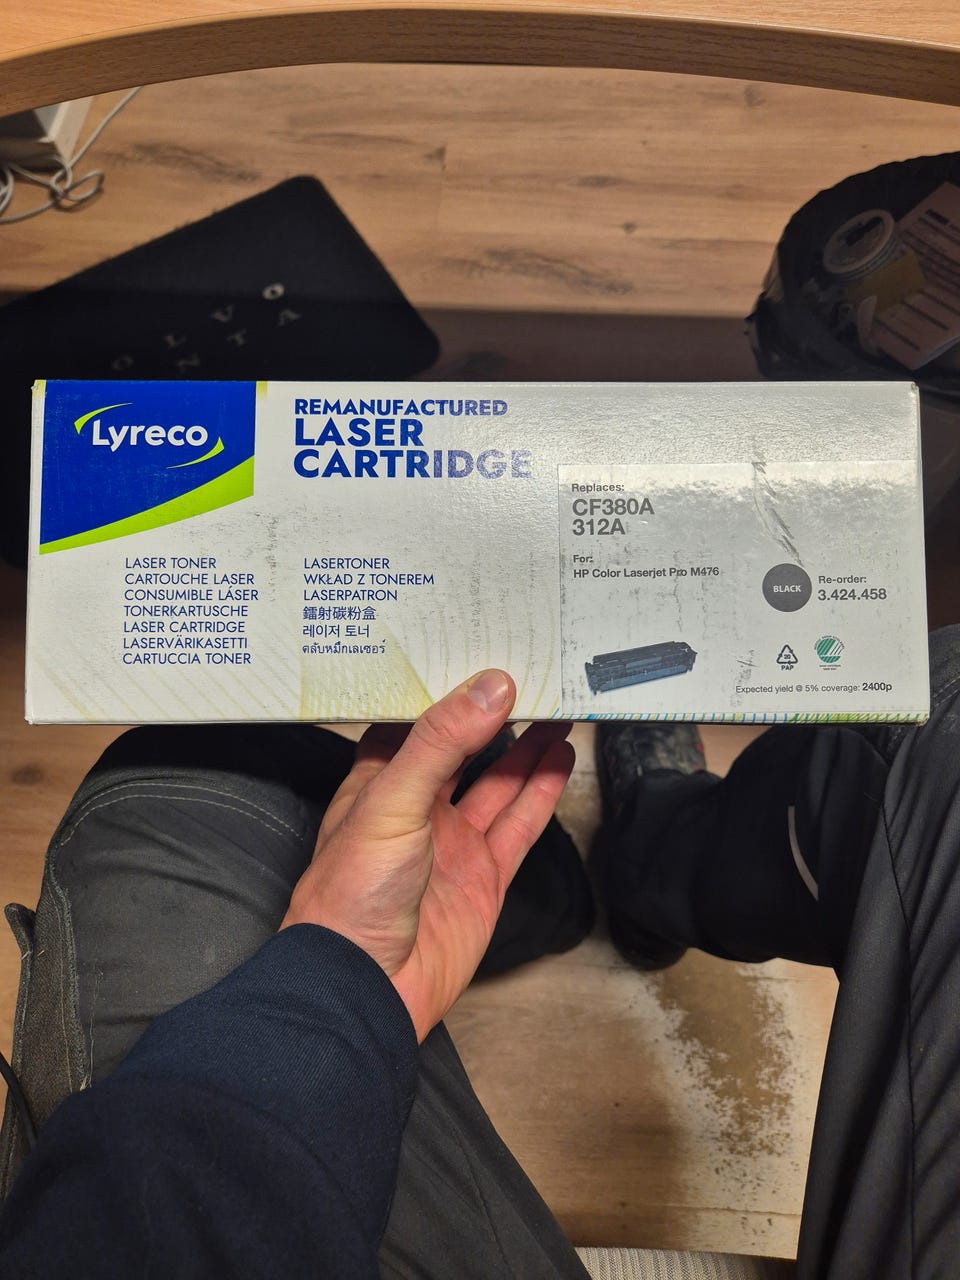 O L V O
N T A
Lyreco
REMANUFACTURED
LASER
CARTRIDGE
LASER TONER
CARTOUCHE LASER
CONSUMIBLE LÁSER
TONERKARTUSCHE
LASER CARTRIDGE
LASERVÄRIKASETTI
CARTUCCIA TONER
LASERTONER
WKŁAD Z TONEREM
LASERPATRON
鐳射碳粉盒
레이저 토너
ตลับหมึกเลเซอร์
Replaces:
CF380A
312A
For:
HP Color Laserjet Pro M476
BLACK
Re-order:
3.424.458
20
PAP
Expected yield @ 5% coverage: 2400p